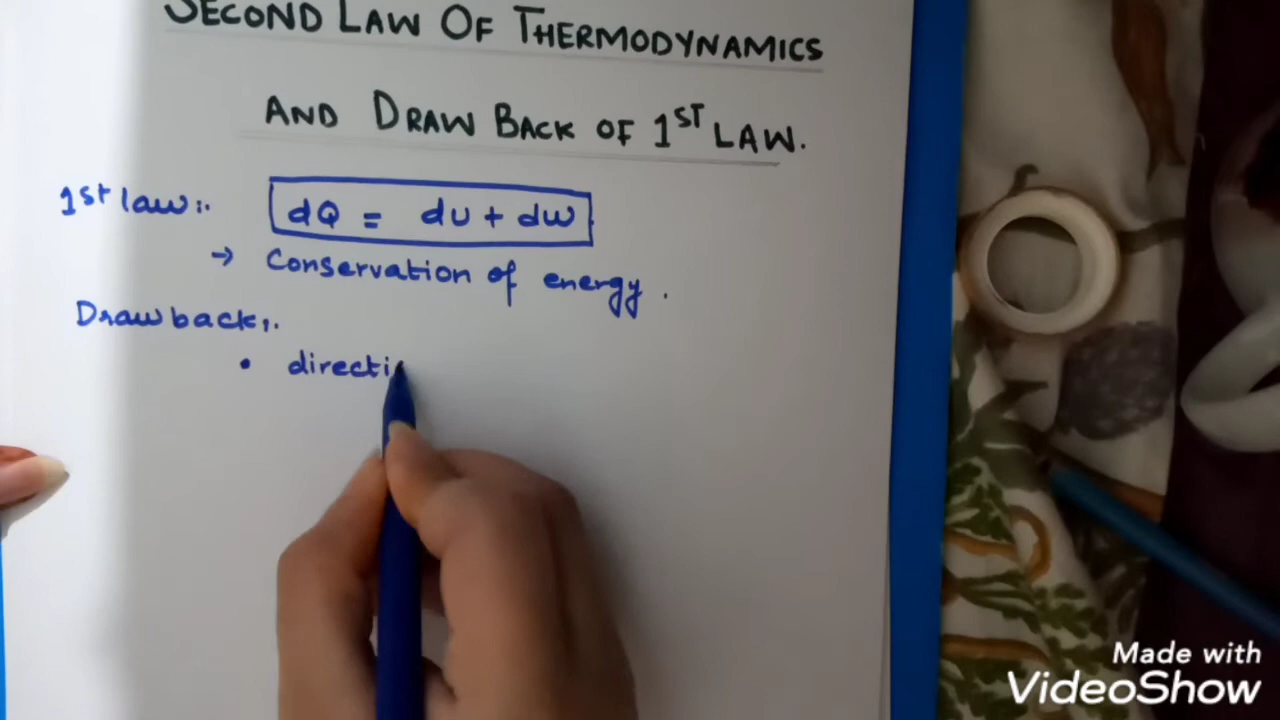 SECOND LAW OF THERMODYNAMICS
AND DRAW BACK OF 1ST LAW.
1st law:. dQ = du + dw
→ Conservation of energy.
Drawback:.
• directi
Made with
VideoShow